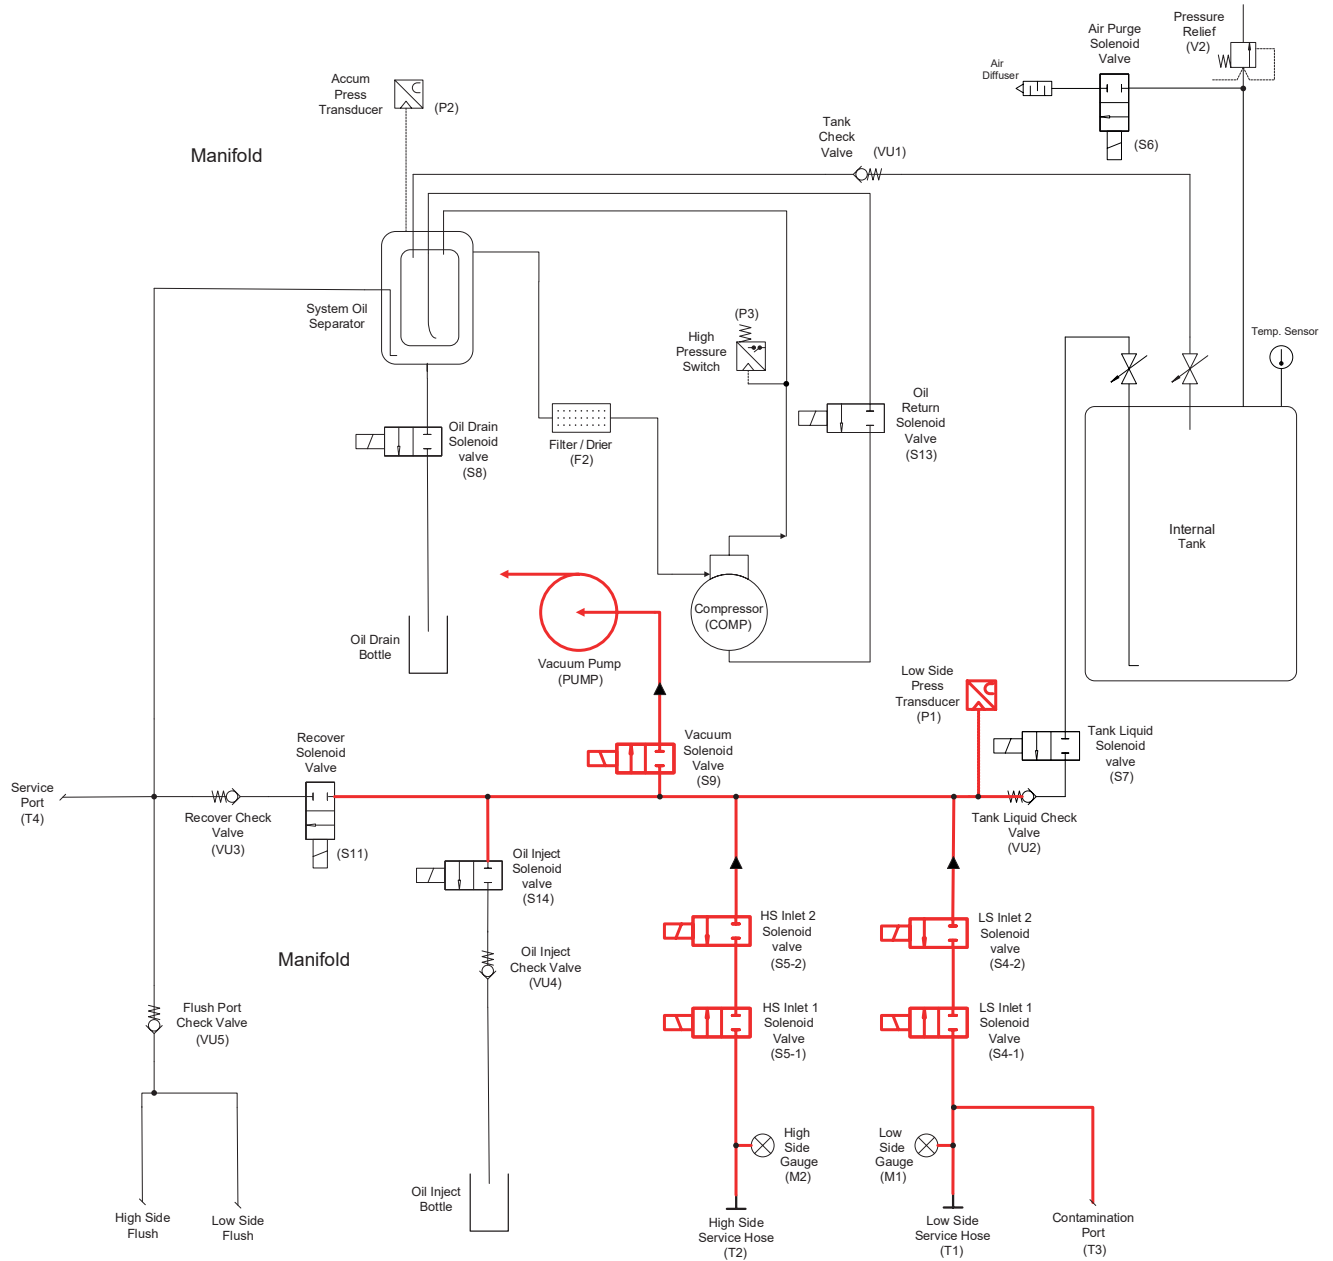 Pressure
Relief
(V2)
Air Purge
Solenoid
Valve
Air
Diffuser
(S6)
Accum
Press
Transducer
(P2)
Tank
Check
Valve
(VU1)
Manifold
System Oil
Separator
(P3)
High
Pressure
Switch
Temp. Sensor
Oil
Return
Solenoid
Valve
(S13)
Oil Drain
Solenoid
valve
(S8)
Filter / Drier
(F2)
Internal
Tank
Compressor
(COMP)
Oil Drain
Bottle
Vacuum Pump
(PUMP)
Low Side
Press
Transducer
(P1)
Recover
Solenoid
Valve
Vacuum
Solenoid
Valve
(S9)
Tank Liquid
Solenoid
valve
(S7)
Service
Port
(T4)
Recover Check
Valve
(VU3)
(S11)
Tank Liquid Check
Valve
(VU2)
Oil Inject
Solenoid
valve
(S14)
HS Inlet 2
Solenoid
valve
(S5-2)
LS Inlet 2
Solenoid
valve
(S4-2)
Manifold
Oil Inject
Check Valve
(VU4)
Flush Port
Check Valve
(VU5)
HS Inlet 1
Solenoid
Valve
(S5-1)
LS Inlet 1
Solenoid
Valve
(S4-1)
High
Side
Gauge
(M2)
Low
Side
Gauge
(M1)
Oil Inject
Bottle
High Side
Flush
Low Side
Flush
High Side
Service Hose
(T2)
Low Side
Service Hose
(T1)
Contamination
Port
(T3)